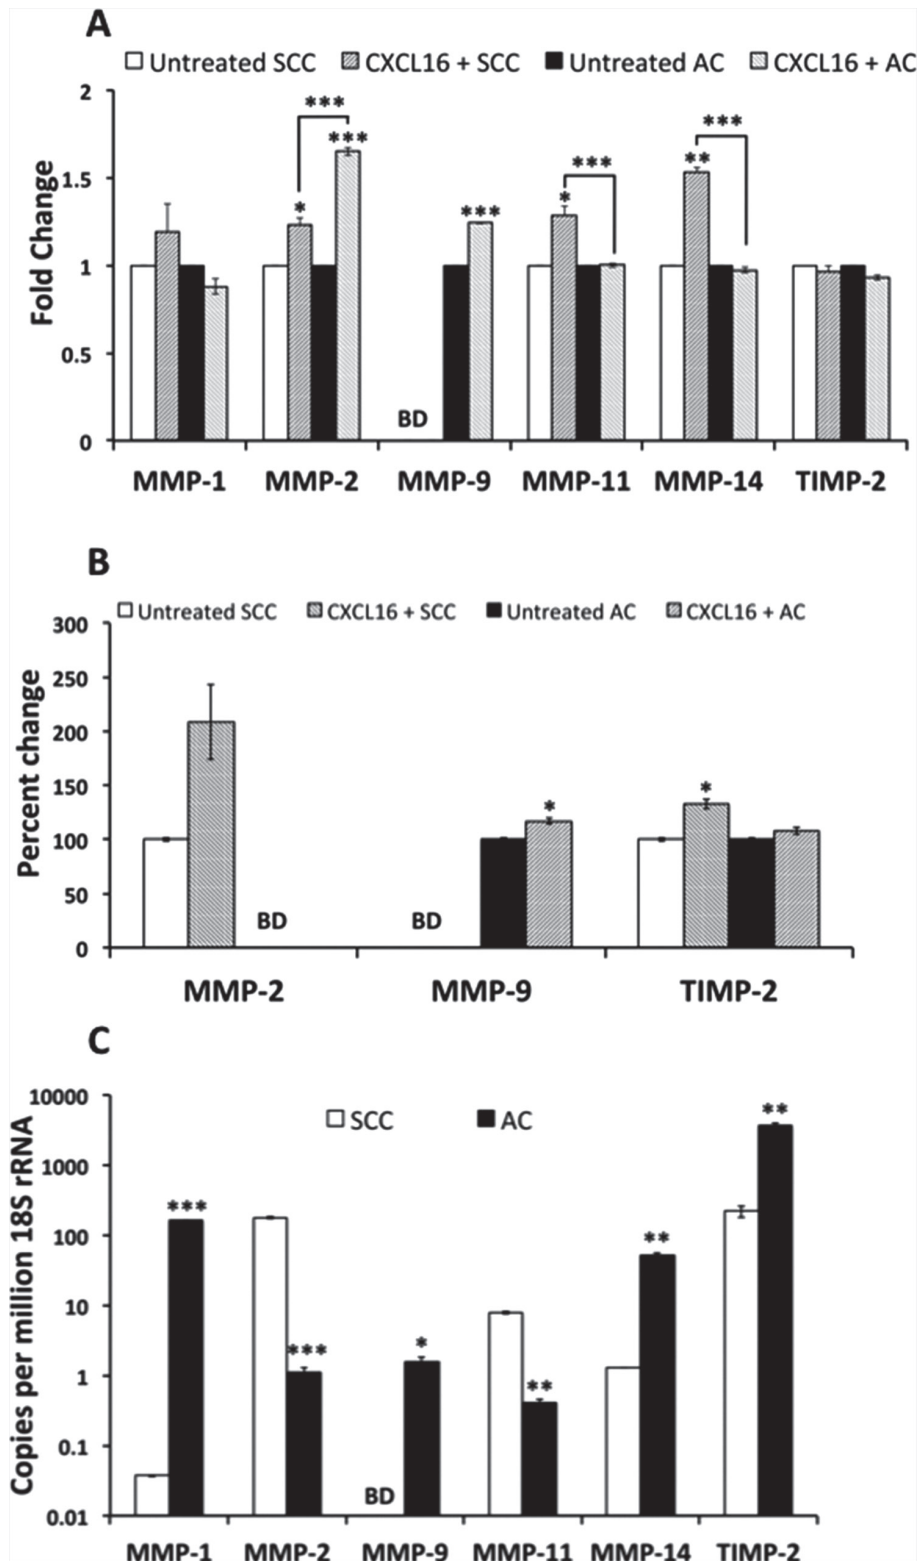 A
Untreated SCC CXCL16 + SCC Untreated AC CXCL16 + AC
Fold Change
2
1.5
1
0.5
0
***
***
*
***
***
*
***
**
BD
MMP-1 MMP-2 MMP-9 MMP-11 MMP-14 TIMP-2
B
Untreated SCC CXCL16 + SCC Untreated AC CXCL16 + AC
Percent change
300
250
200
150
100
50
0
*
*
BD BD
MMP-2 MMP-9 TIMP-2
C
SCC AC
Copies per million 18S rRNA
10000
1000
100
10
1
0.1
0.01
***
***
*
**
**
**
BD
MMP-1 MMP-2 MMP-9 MMP-11 MMP-14 TIMP-2